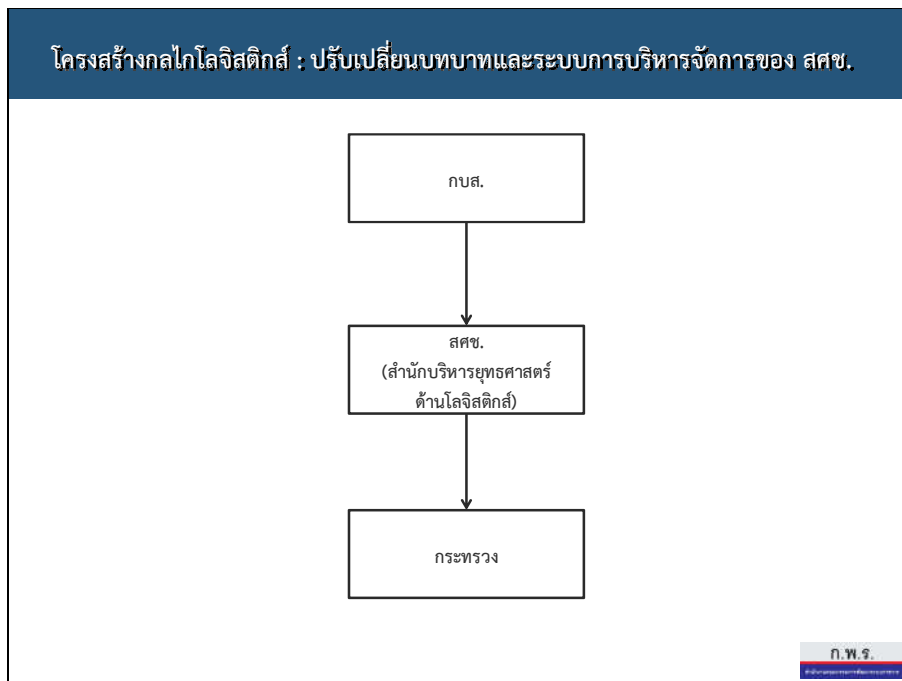 โครงสร้างกลไกโลจิสติกส์ : ปรับเปลี่ยนบทบาทและระบบการบริหารจัดการของ สศช.
กบส.
สศช.
(สำนักบริหารยุทธศาสตร์
ด้านโลจิสติกส์)
กระทรวง
ก.พ.ร.